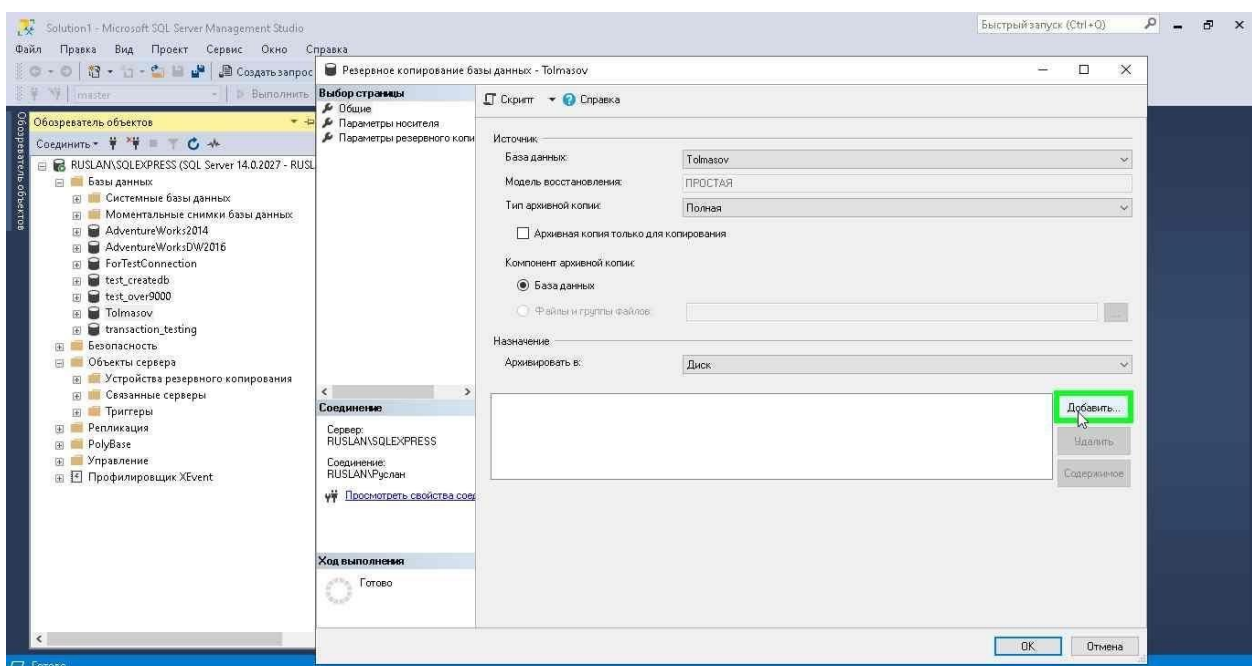 Solution1 - Microsoft SQL Server Management Studio
Быстрый запуск (Ctrl+Q)
Файл Правка Вид Проект Сервис Окно Справка
Создать запрос
master
Выполнить
Обозреватель объектов
Обозреватель объектов
Соединить
RUSLAN\SQLEXPRESS (SQL Server 14.0.2027 - RUSL
Базы данных
Системные базы данных
Моментальные снимки базы данных
AdventureWorks2014
AdventureWorksDW2016
ForTestConnection
test_createdb
test_over9000
Tolmasov
transaction_testing
Безопасность
Объекты сервера
Устройства резервного копирования
Связанные серверы
Триггеры
Репликация
PolyBase
Управление
Профилировщик XEvent
Резервное копирование базы данных - Tolmasov
Выбор страницы
Общие
Параметры носителя
Параметры резервного копи
Соединение
Сервер:
RUSLAN\SQLEXPRESS
Соединение:
RUSLAN\Руслан
Просмотреть свойства соед
Ход выполнения
Готово
Скрипт Справка
Источник
База данных: Tolmasov
Модель восстановления: ПРОСТАЯ
Тип архивной копии: Полная
Архивная копия только для копирования
Компонент архивной копии:
База данных
Файлы и группы файлов: ...
Назначение
Архивировать в: Диск
Добавить...
Удалить
Содержимое
OK Отмена
Готово